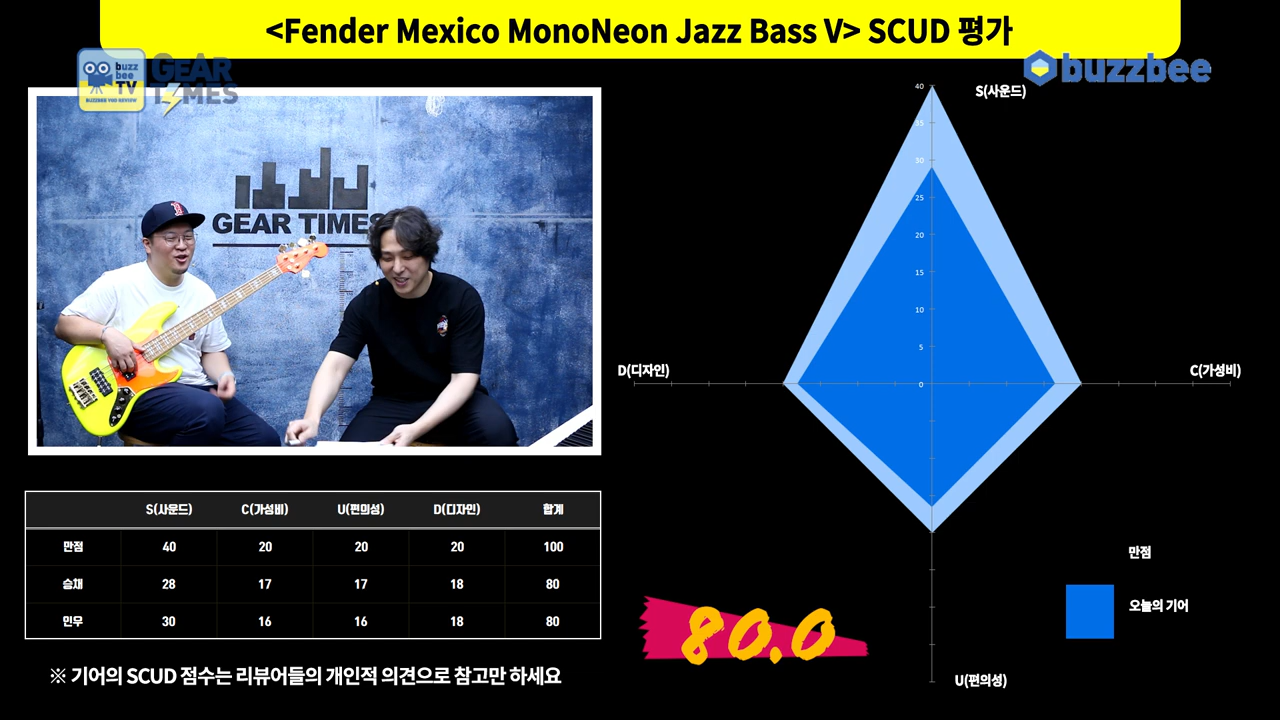 <Fender Mexico MonoNeon Jazz Bass V> SCUD 평가
buzz
bee
TV
BUZZBEE YOU REVIEW
GEAR
TIMES
buzzbee
GEAR TIMES
S(사운드)
40
35
30
25
20
15
10
5
0
D(디자인)
C(가성비)
U(편의성)
만점
오늘의 기어
S(사운드) C(가성비) U(편의성) D(디자인) 합계
만점 40 20 20 20 100
승채 28 17 17 18 80
민우 30 16 16 18 80
80.0
※ 기어의 SCUD 점수는 리뷰어들의 개인적 의견으로 참고만 하세요